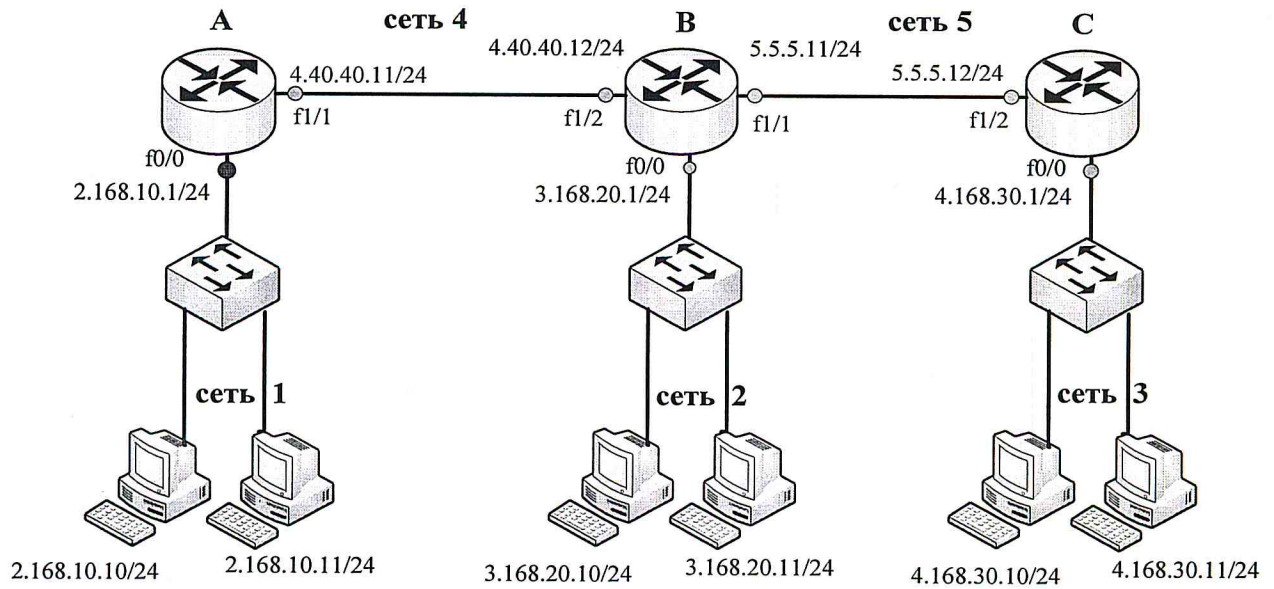 A
сеть 4
B
сеть 5
C
4.40.40.12/24
5.5.5.11/24
4.40.40.11/24
5.5.5.12/24
f1/1
f1/2
f1/1
f1/2
f0/0
f0/0
f0/0
2.168.10.1/24
3.168.20.1/24
4.168.30.1/24
сеть 1
сеть 2
сеть 3
2.168.10.10/24
2.168.10.11/24
3.168.20.10/24
3.168.20.11/24
4.168.30.10/24
4.168.30.11/24